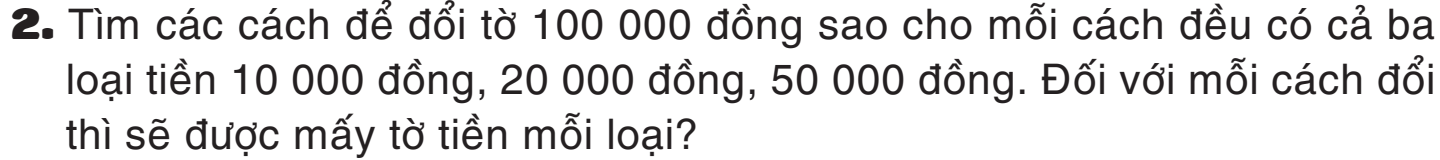 2. Tìm các cách để đổi tờ 100 000 đồng sao cho mỗi cách đều có cả ba
loại tiền 10 000 đồng, 20 000 đồng, 50 000 đồng. Đối với mỗi cách đổi
thì sẽ được mấy tờ tiền mỗi loại?